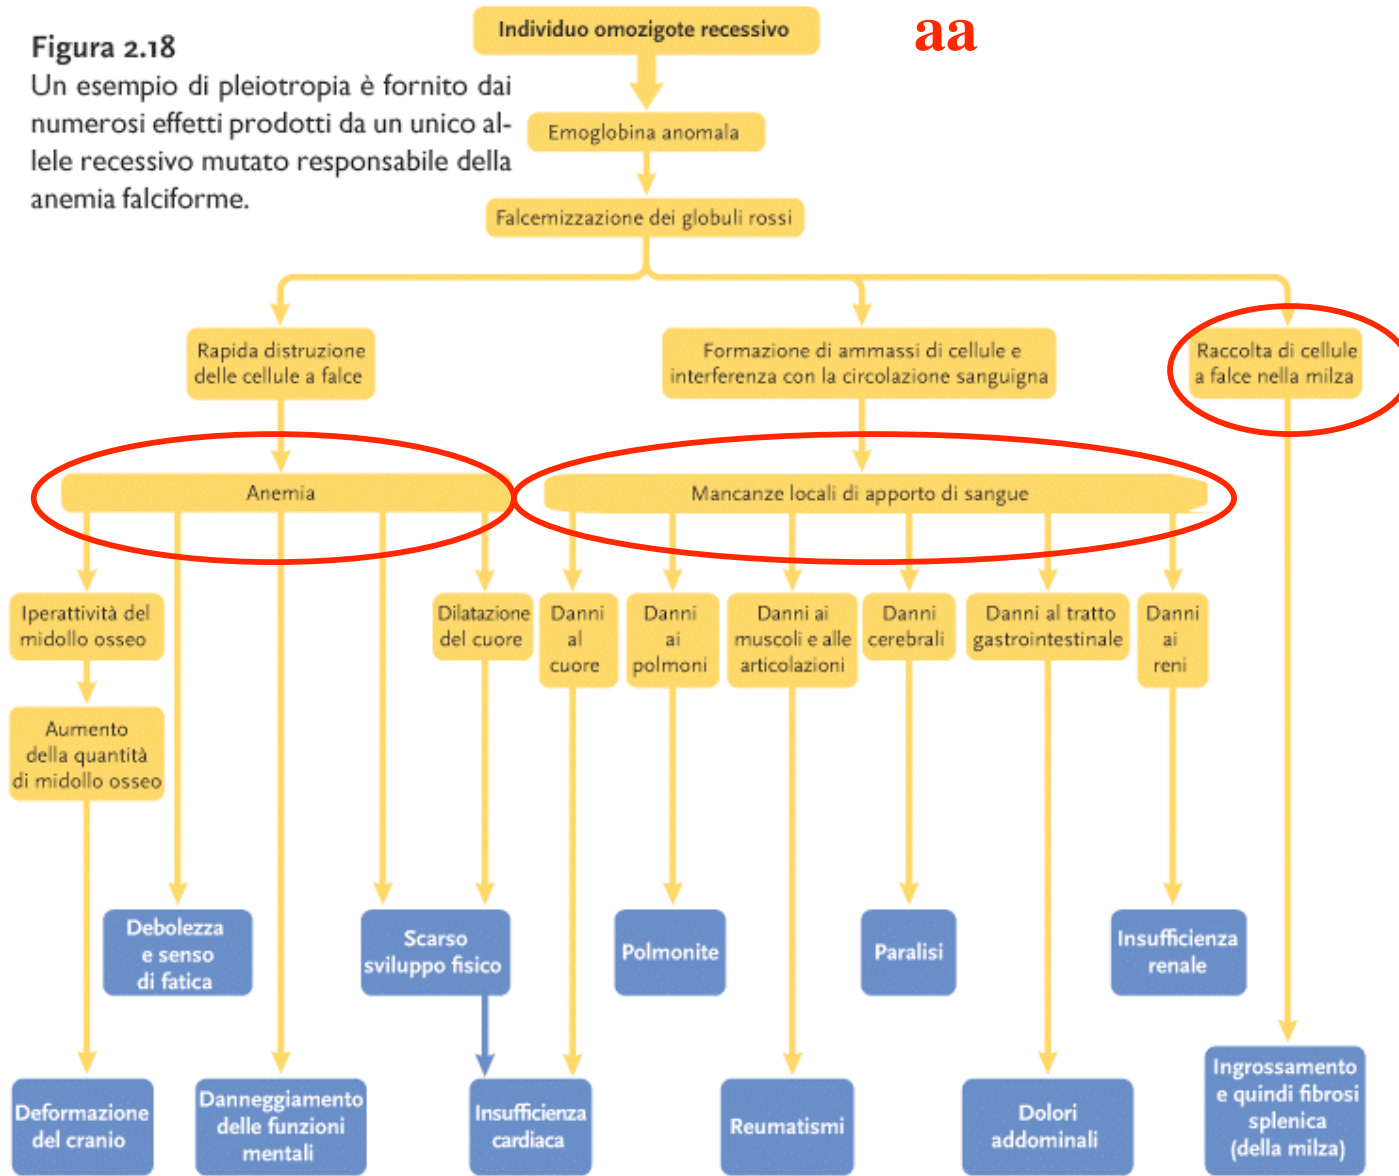 Figura 2.18
Un esempio di pleiotropia è fornito dai
numerosi effetti prodotti da un unico al-
lele recessivo mutato responsabile della
anemia falciforme.
Individuo omozigote recessivo
aa
Emoglobina anomala
Falcemizzazione dei globuli rossi
Rapida distruzione
delle cellule a falce
Formazione di ammassi di cellule e
interferenza con la circolazione sanguigna
Raccolta di cellule
a falce nella milza
Anemia
Mancanze locali di apporto di sangue
Iperattività del
midollo osseo
Dilatazione
del cuore
Danni
al
cuore
Danni
ai
polmoni
Danni ai
muscoli e alle
articolazioni
Danni
cerebrali
Danni al tratto
gastrointestinale
Danni
ai
reni
Aumento
della quantità
di midollo osseo
Debolezza
e senso
di fatica
Scarso
sviluppo fisico
Polmonite
Paralisi
Insufficienza
renale
Deformazione
del cranio
Danneggiamento
delle funzioni
mentali
Insufficienza
cardiaca
Reumatismi
Dolori
addominali
Ingrossamento
e quindi fibrosi
splenica
(della milza)